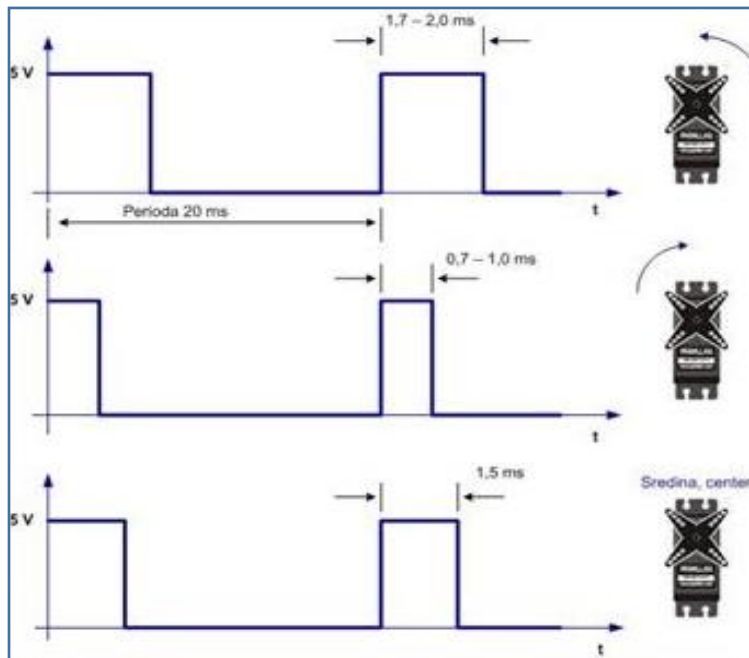 1,7 – 2,0 ms
5 V
t
Perioda 20 ms
0,7 – 1,0 ms
5 V
t
1,5 ms
Sredina, center
5 V
t